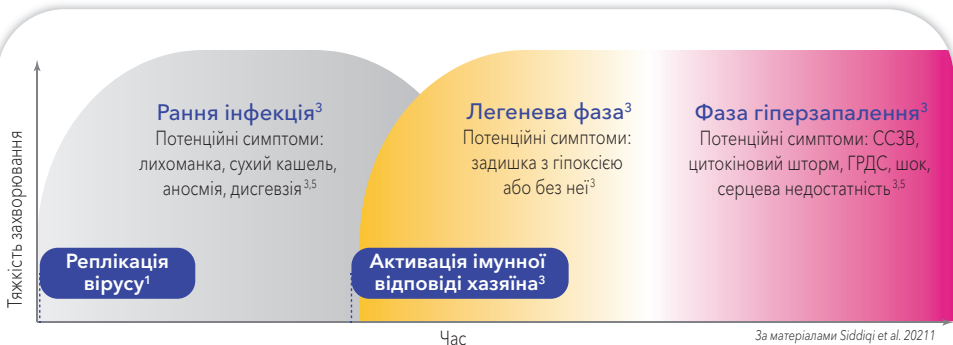 Тяжкість захворювання
Рання інфекція³
Потенційні симптоми:
лихоманка, сухий кашель,
аносмія, дисгевзія³,⁵
Реплікація
вірусу¹
Легенева фаза³
Потенційні симптоми:
задишка з гіпоксією
або без неї³
Активація імунної
відповіді хазяїна³
Фаза гіперзапалення³
Потенційні симптоми: ССЗВ,
цитокіновий шторм, ГРДС, шок,
серцева недостатність³,⁵
Час
За матеріалами Siddiqi et al. 20211